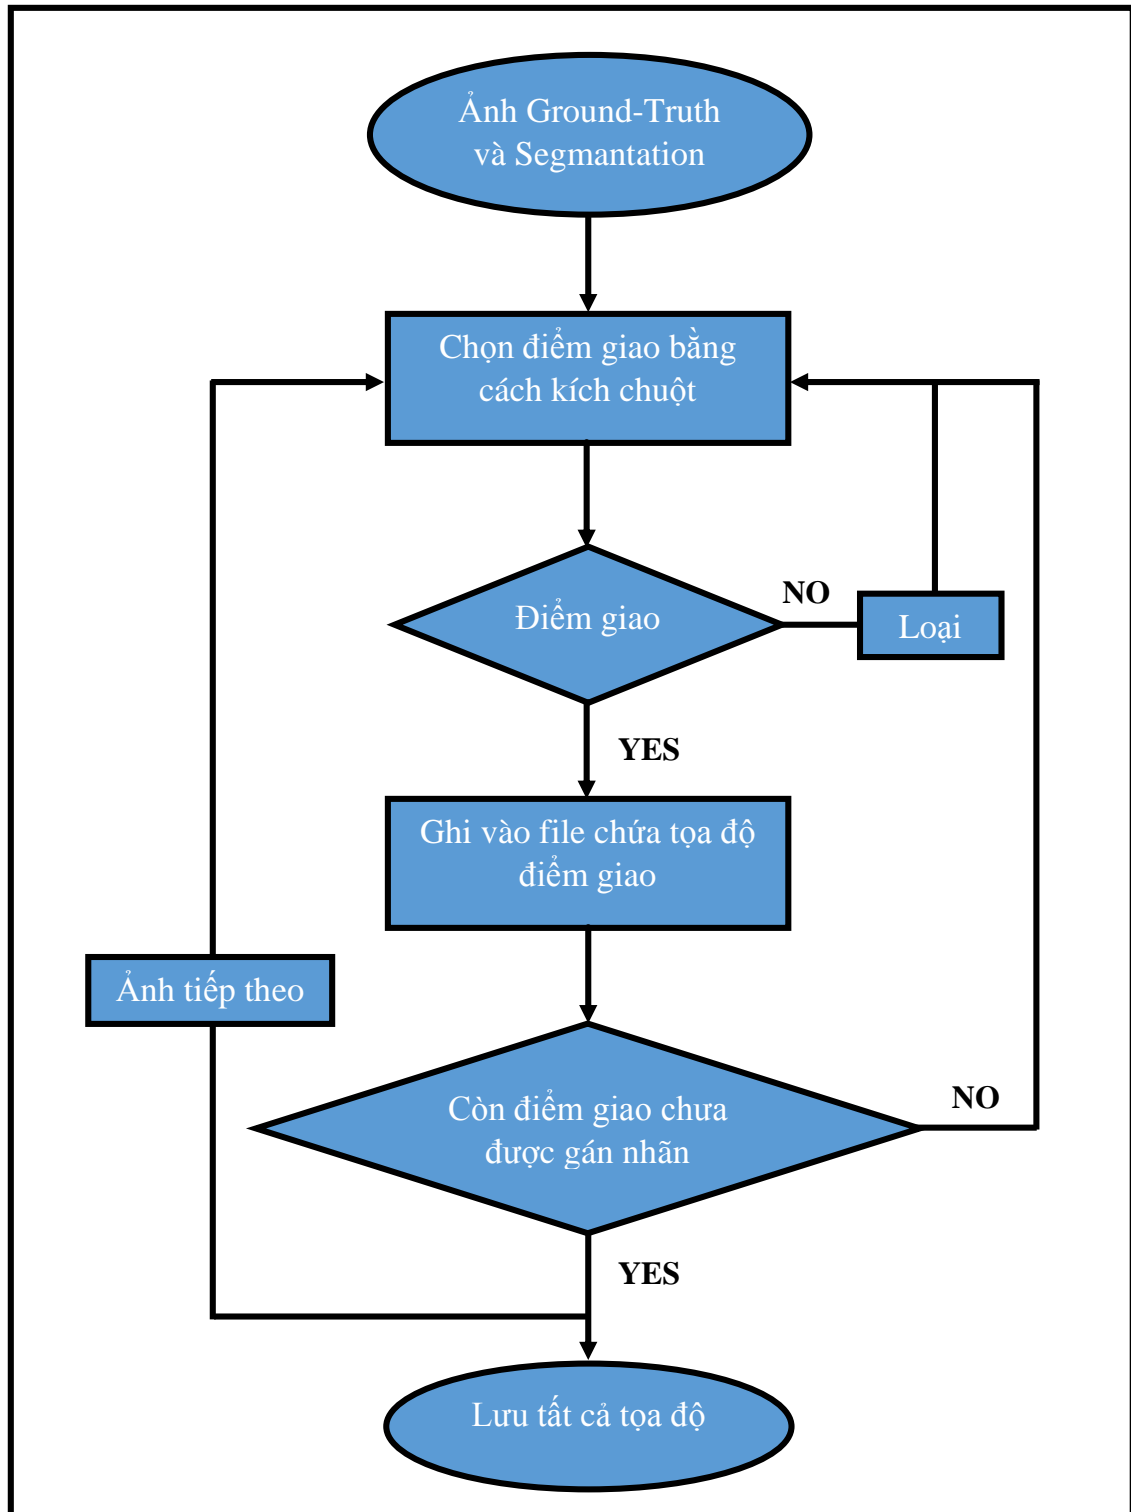 Ảnh Ground-Truth
và Segmantation
Chọn điểm giao bằng
cách kích chuột
Điểm giao
NO
Loại
YES
Ghi vào file chứa tọa độ
điểm giao
Ảnh tiếp theo
Còn điểm giao chưa
được gán nhãn
NO
YES
Lưu tất cả tọa độ